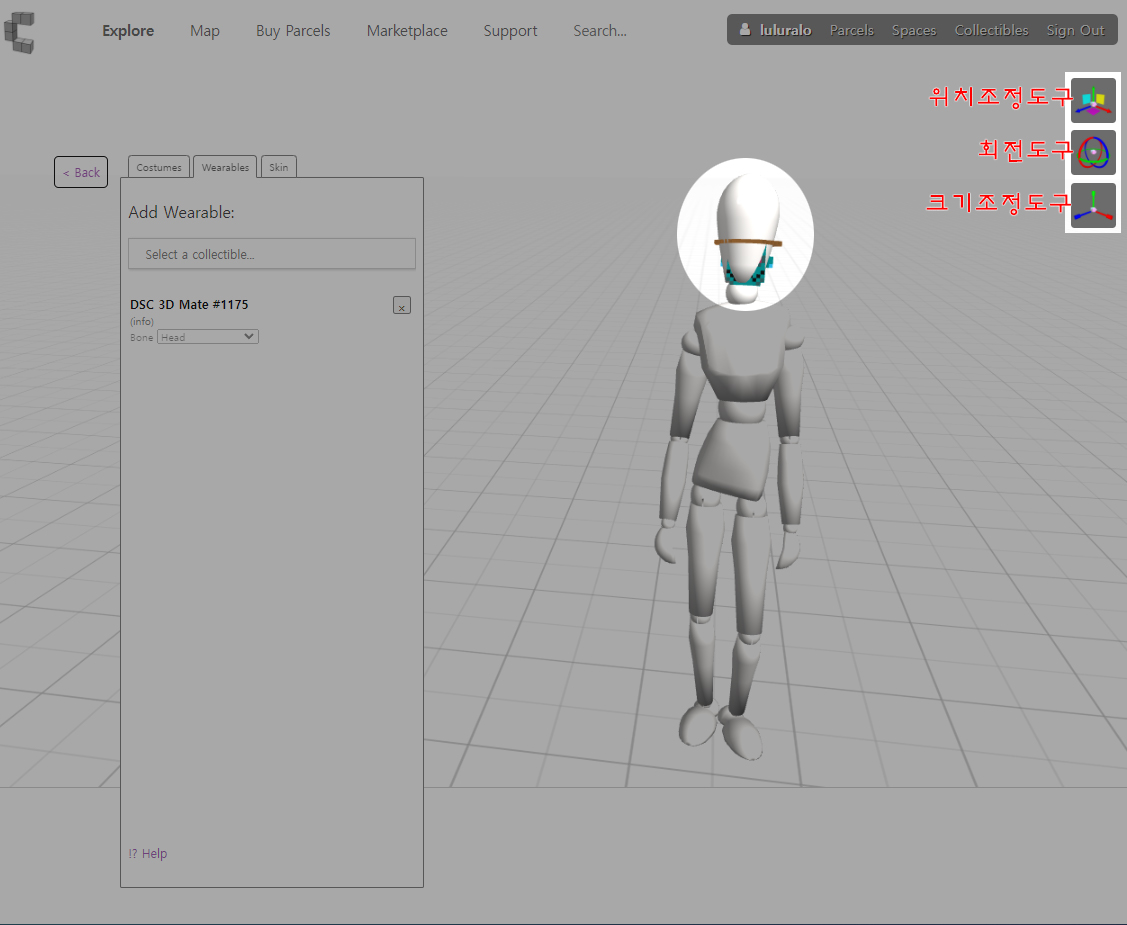 Explore Map Buy Parcels Marketplace Support Search... luluralo Parcels Spaces Collectibles Sign Out
위치조정도구
회전도구
크기조정도구
< Back
Costumes Wearables Skin
Add Wearable:
Select a collectible...
DSC 3D Mate #1175
x
(info)
Bone Head
!? Help